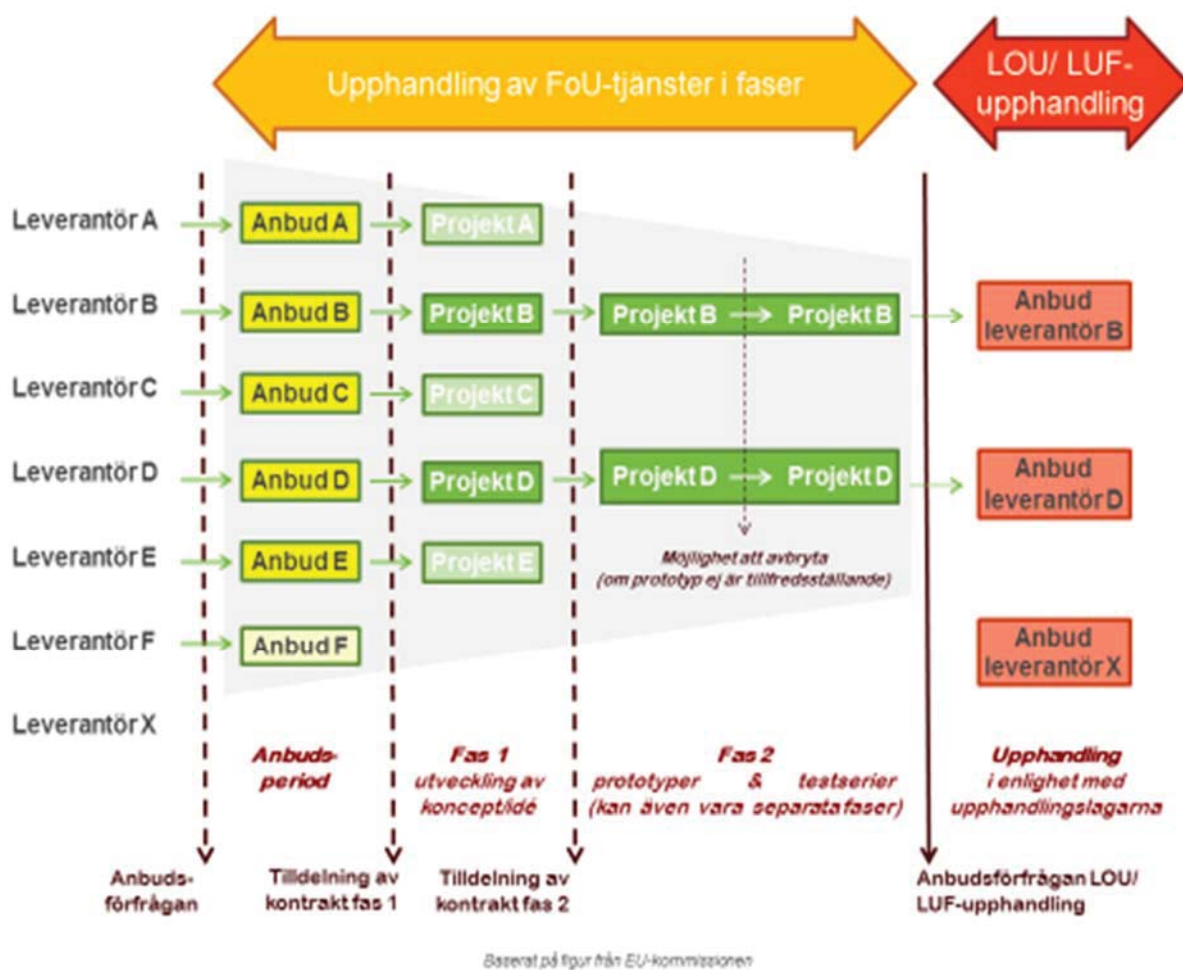 Upphandling av FoU-tjänster i faser
LOU/ LUF-
upphandling
Leverantör A
Anbud A
Projekt A
Leverantör B
Anbud B
Projekt B
Projekt B
Projekt B
Anbud
leverantör B
Leverantör C
Anbud C
Projekt C
Leverantör D
Anbud D
Projekt D
Projekt D
Projekt D
Anbud
leverantör D
Leverantör E
Anbud E
Projekt E
Möjlighet att avbryta
(om prototyp ej är tillfredsställande)
Leverantör F
Anbud F
Anbud
leverantör X
Leverantör X
Anbuds-
period
Fas 1
utveckling av
koncept/idé
Fas 2
prototyper & testserier
(kan även vara separata faser)
Upphandling
i enlighet med
upphandlingslagarna
Anbuds-
förfrågan
Tilldelning av
kontrakt fas 1
Tilldelning av
kontrakt fas 2
Anbudsförfrågan LOU/
LUF-upphandling
Baserat på figur från EU-kommissionen